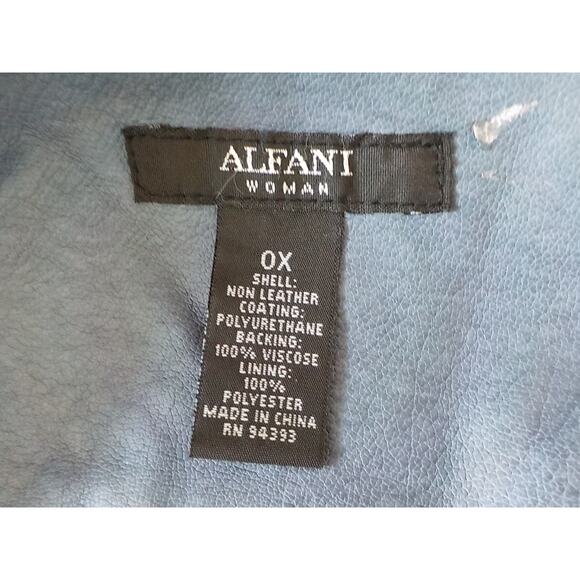 ALFANI
WOMAN
0X
SHELL:
NON LEATHER
COATING:
POLYURETHANE
BACKING:
100% VISCOSE
LINING:
100%
POLYESTER
MADE IN CHINA
RN 94393